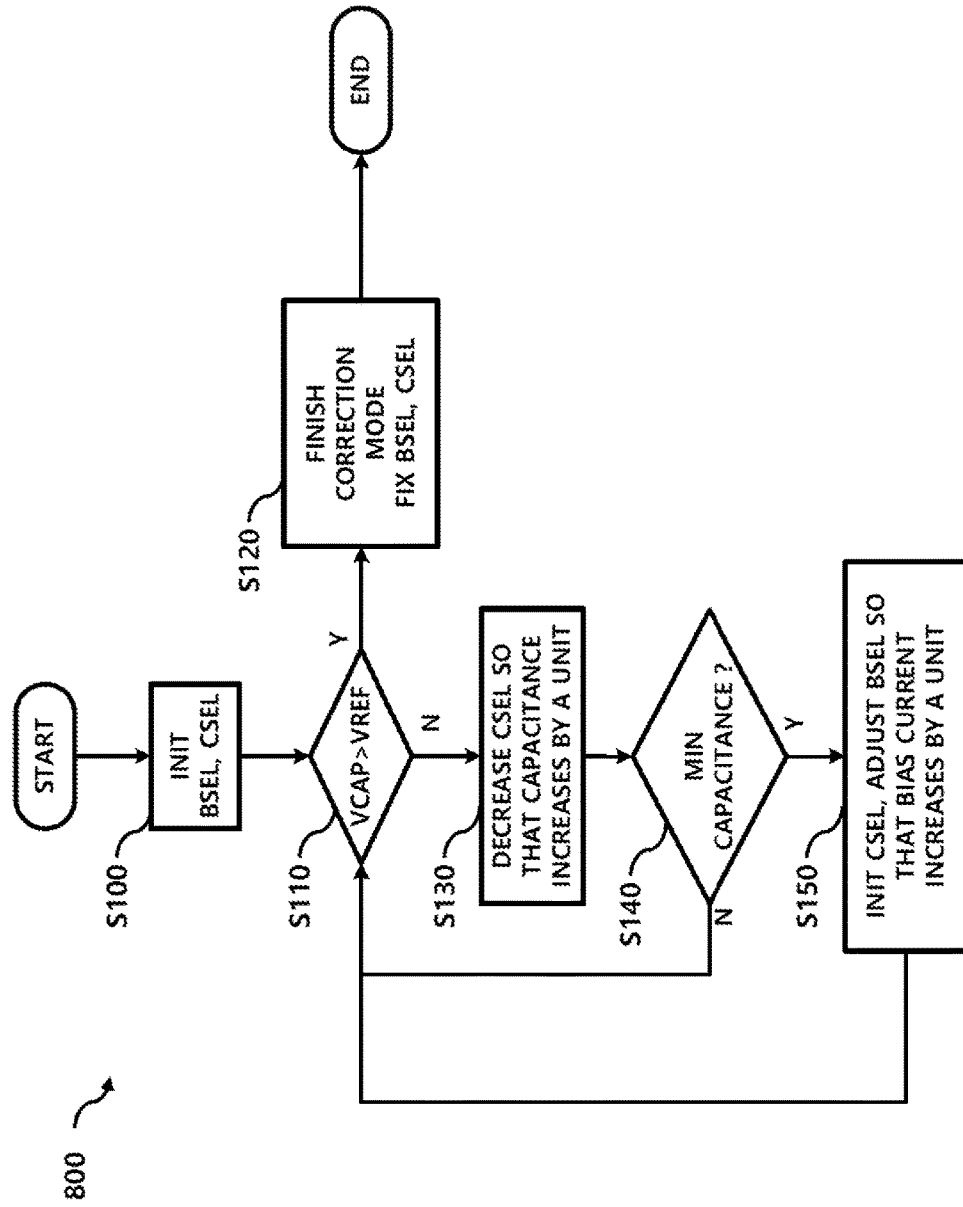 800
START
S100
INIT
BSEL, CSEL
S110
VCAP>VREF
Y
N
S120
FINISH
CORRECTION
MODE
FIX BSEL, CSEL
END
S130
DECREASE CSEL SO
THAT CAPACITANCE
INCREASES BY A UNIT
S140
MIN
CAPACITANCE ?
N
Y
S150
INIT CSEL, ADJUST BSEL SO
THAT BIAS CURRENT
INCREASES BY A UNIT